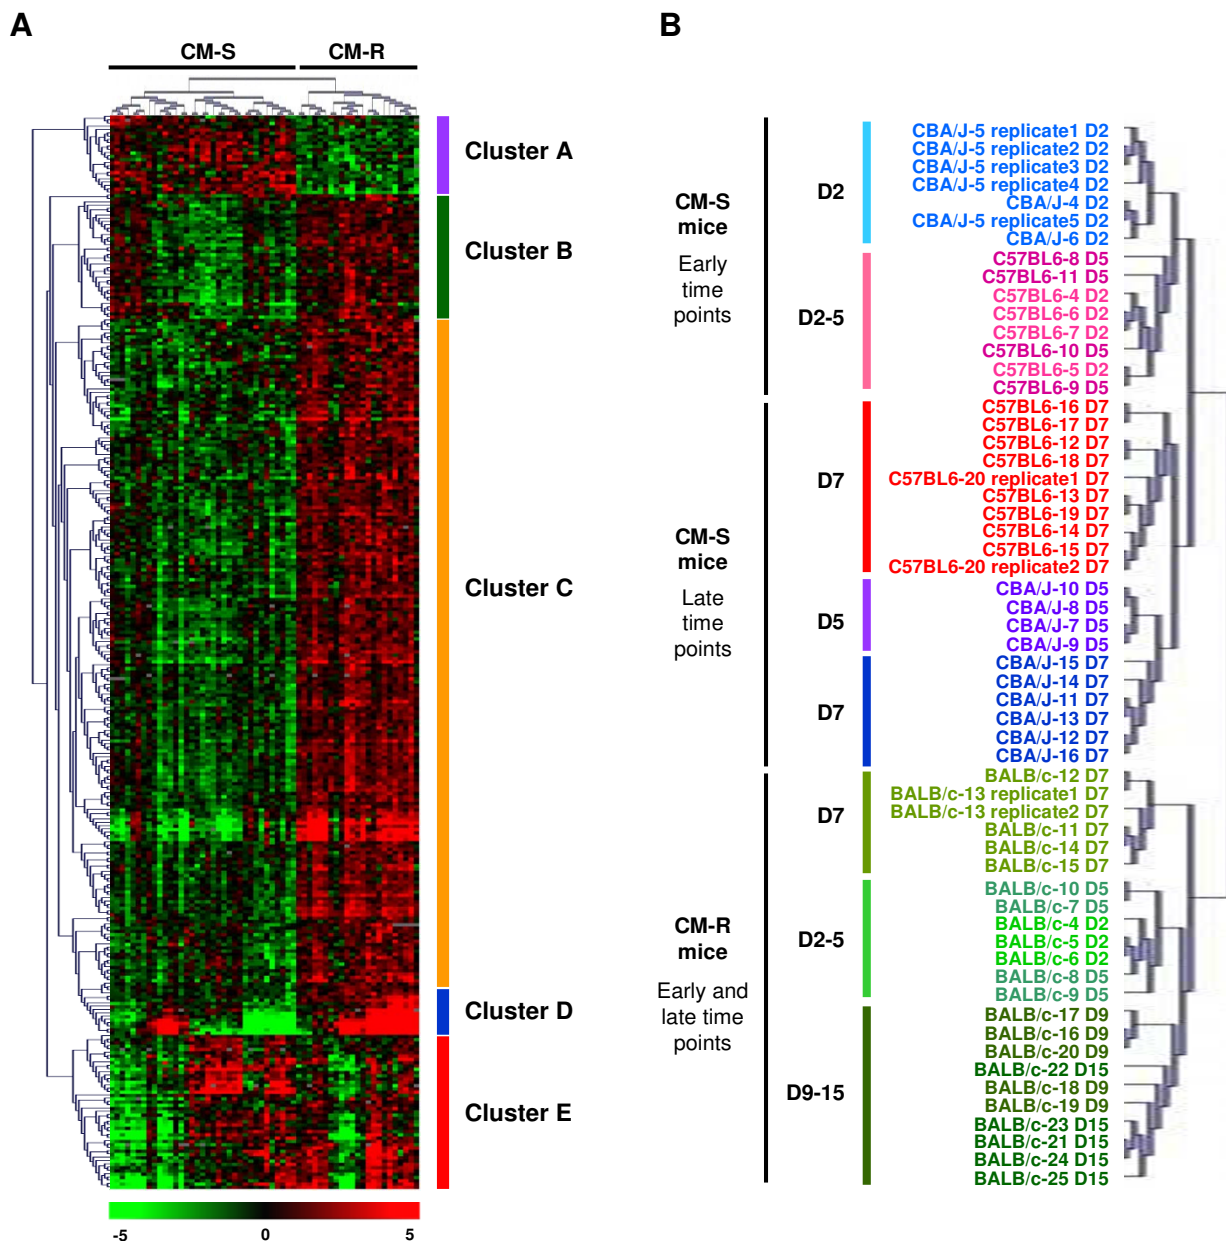 A
B
CM-S
CM-R
Cluster A
Cluster B
Cluster C
Cluster D
Cluster E
-5
0
5
CM-S
mice
Early
time
points
CM-S
mice
Late
time
points
CM-R
mice
Early and
late time
points
D2
D2-5
D7
D5
D7
D7
D2-5
D9-15
CBA/J-5 replicate1 D2
CBA/J-5 replicate2 D2
CBA/J-5 replicate3 D2
CBA/J-5 replicate4 D2
CBA/J-4 D2
CBA/J-5 replicate5 D2
CBA/J-6 D2
C57BL6-8 D5
C57BL6-11 D5
C57BL6-4 D2
C57BL6-6 D2
C57BL6-7 D2
C57BL6-10 D5
C57BL6-5 D2
C57BL6-9 D5
C57BL6-16 D7
C57BL6-17 D7
C57BL6-12 D7
C57BL6-18 D7
C57BL6-20 replicate1 D7
C57BL6-13 D7
C57BL6-19 D7
C57BL6-14 D7
C57BL6-15 D7
C57BL6-20 replicate2 D7
CBA/J-10 D5
CBA/J-8 D5
CBA/J-7 D5
CBA/J-9 D5
CBA/J-15 D7
CBA/J-14 D7
CBA/J-11 D7
CBA/J-13 D7
CBA/J-12 D7
CBA/J-16 D7
BALB/c-12 D7
BALB/c-13 replicate1 D7
BALB/c-13 replicate2 D7
BALB/c-11 D7
BALB/c-14 D7
BALB/c-15 D7
BALB/c-10 D5
BALB/c-7 D5
BALB/c-4 D2
BALB/c-5 D2
BALB/c-6 D2
BALB/c-8 D5
BALB/c-9 D5
BALB/c-17 D9
BALB/c-16 D9
BALB/c-20 D9
BALB/c-22 D15
BALB/c-18 D9
BALB/c-19 D9
BALB/c-23 D15
BALB/c-21 D15
BALB/c-24 D15
BALB/c-25 D15